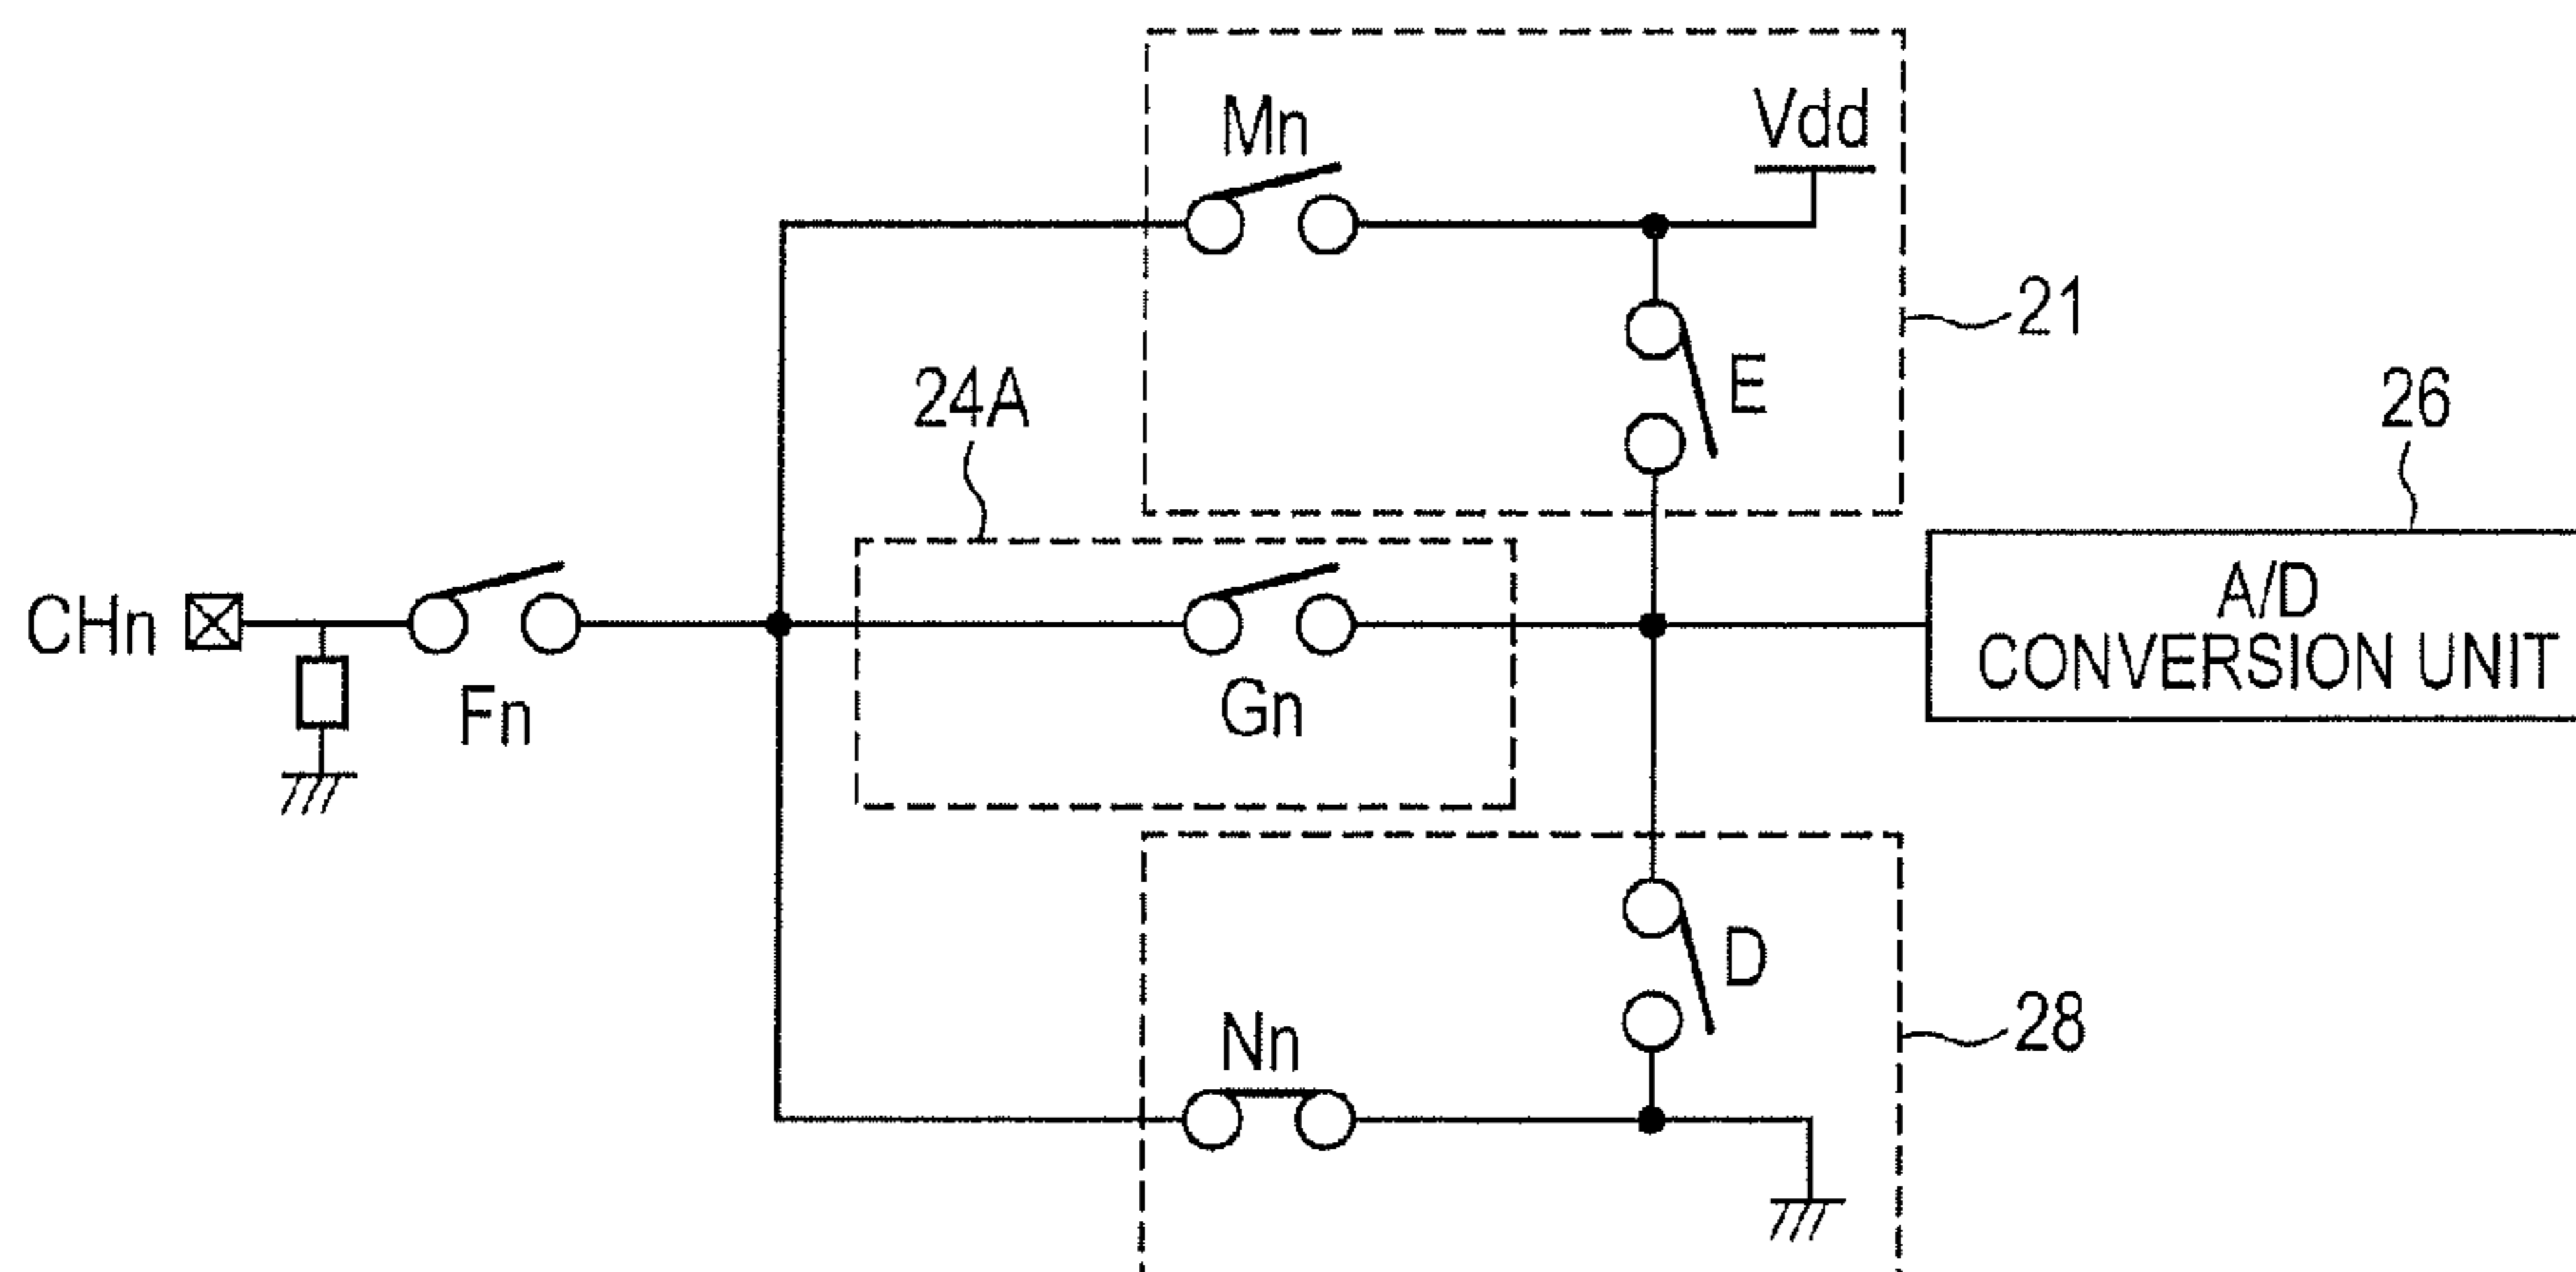 Mn
Vdd
21
E
24A
26
CHn
Fn
Gn
A/D
CONVERSION UNIT
D
Nn
28